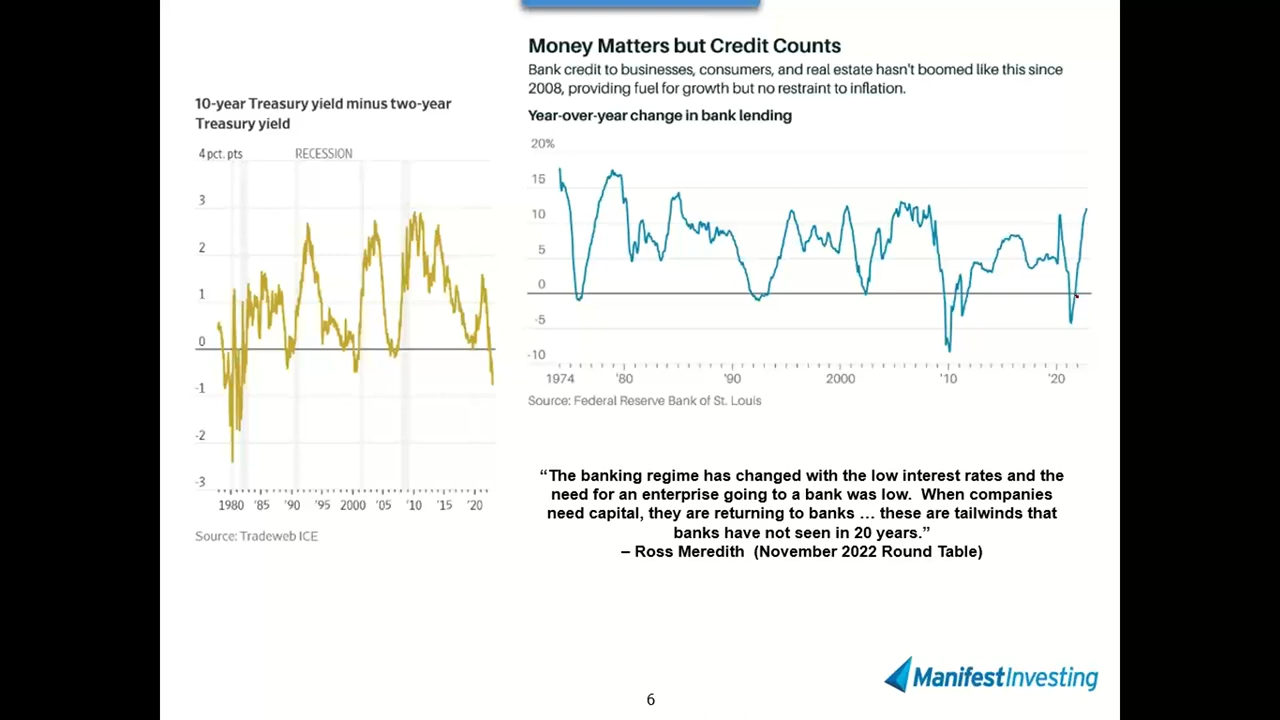 10-year Treasury yield minus two-year
Treasury yield
4 pct. pts
RECESSION
3
2
1
0
-1
-2
-3
1980 '85 '90 '95 2000 '05 '10 '15 '20
Source: Tradeweb ICE
Money Matters but Credit Counts
Bank credit to businesses, consumers, and real estate hasn't boomed like this since
2008, providing fuel for growth but no restraint to inflation.
Year-over-year change in bank lending
20%
15
10
5
0
-5
-10
1974 '80 '90 2000 '10 '20
Source: Federal Reserve Bank of St. Louis
“The banking regime has changed with the low interest rates and the
need for an enterprise going to a bank was low. When companies
need capital, they are returning to banks … these are tailwinds that
banks have not seen in 20 years.”
– Ross Meredith (November 2022 Round Table)
ManifestInvesting
6